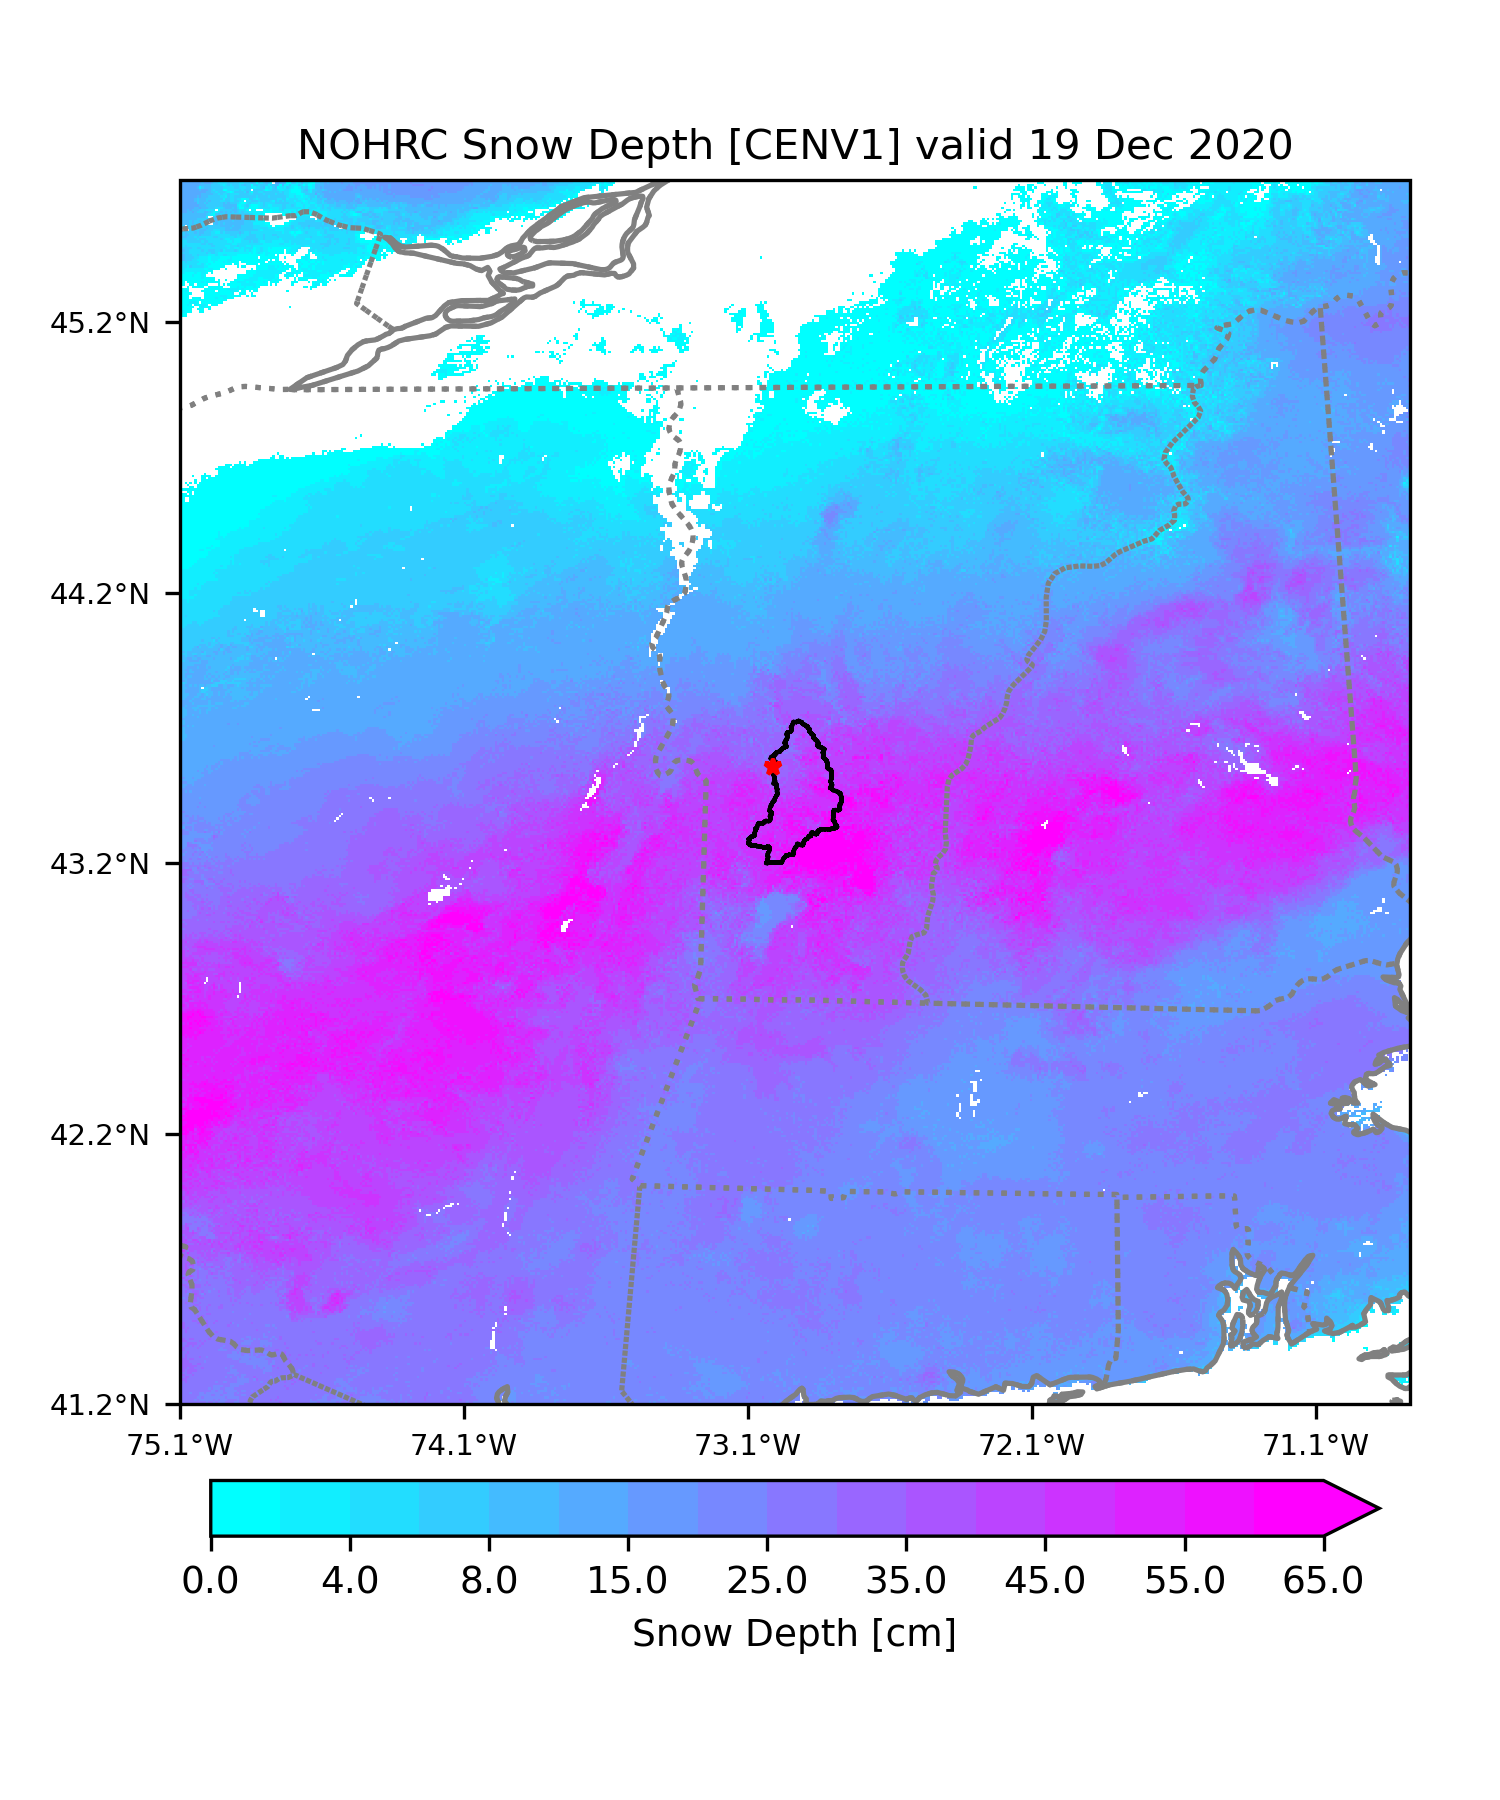 NOHRC Snow Depth [CENV1] valid 19 Dec 2020
45.2°N
44.2°N
43.2°N
42.2°N
41.2°N
75.1°W 74.1°W 73.1°W 72.1°W 71.1°W
0.0 4.0 8.0 15.0 25.0 35.0 45.0 55.0 65.0
Snow Depth [cm]